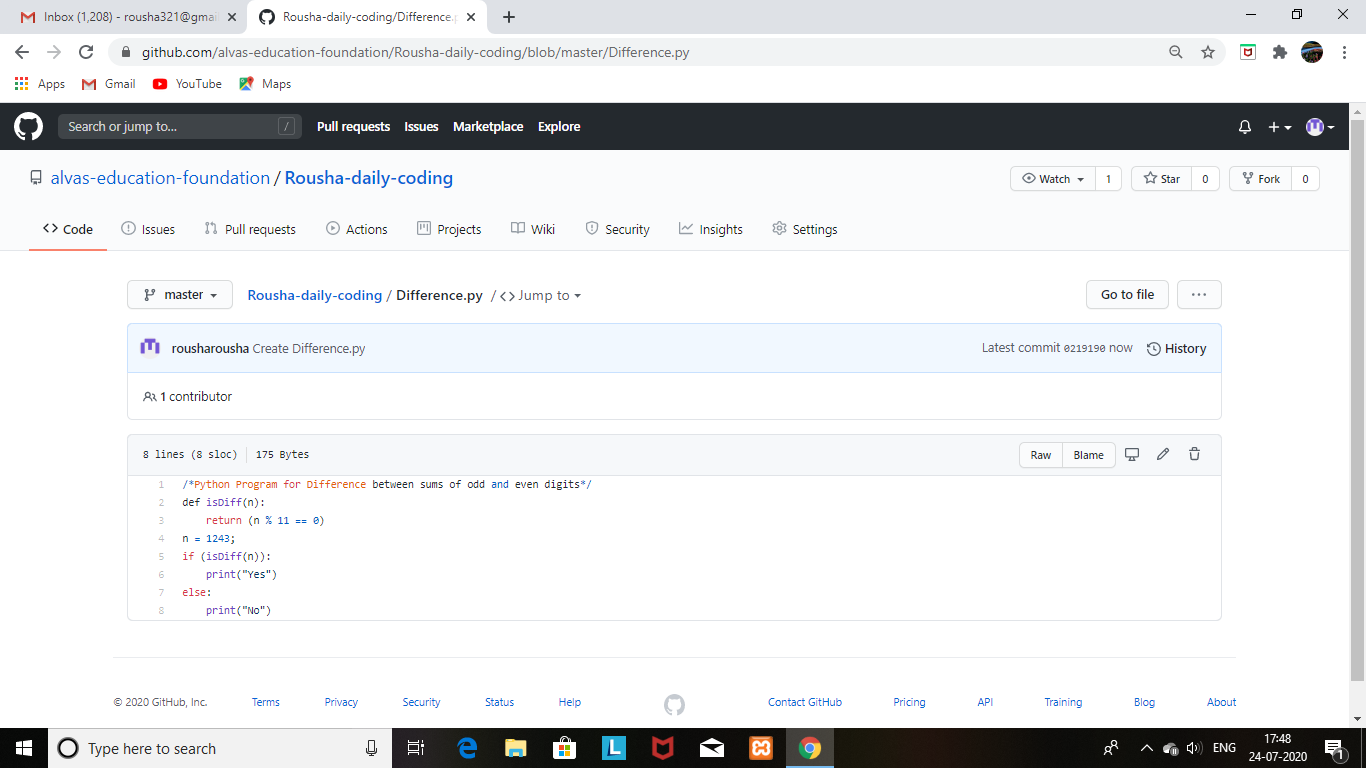 Inbox (1,208) - rousha321@gmai
Rousha-daily-coding/Difference.p
github.com/alvas-education-foundation/Rousha-daily-coding/blob/master/Difference.py
Apps Gmail YouTube Maps
Search or jump to... / Pull requests Issues Marketplace Explore
alvas-education-foundation / Rousha-daily-coding Watch 1 Star 0 Fork 0
Code Issues Pull requests Actions Projects Wiki Security Insights Settings
master Rousha-daily-coding / Difference.py / <> Jump to Go to file ...
rousharousha Create Difference.py Latest commit 0219190 now History
1 contributor
8 lines (8 sloc) 175 Bytes Raw Blame
1 /*Python Program for Difference between sums of odd and even digits*/
2 def isDiff(n):
3 return (n % 11 == 0)
4 n = 1243;
5 if (isDiff(n)):
6 print("Yes")
7 else:
8 print("No")
© 2020 GitHub, Inc. Terms Privacy Security Status Help Contact GitHub Pricing API Training Blog About
Type here to search ENG 17:48
24-07-2020 1